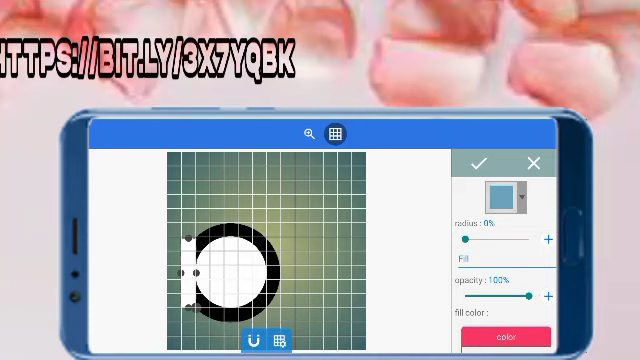 HTTPS://BIT.LY/3X7YQBK
radius : 0%
Fill
opacity : 100%
fill color :
color